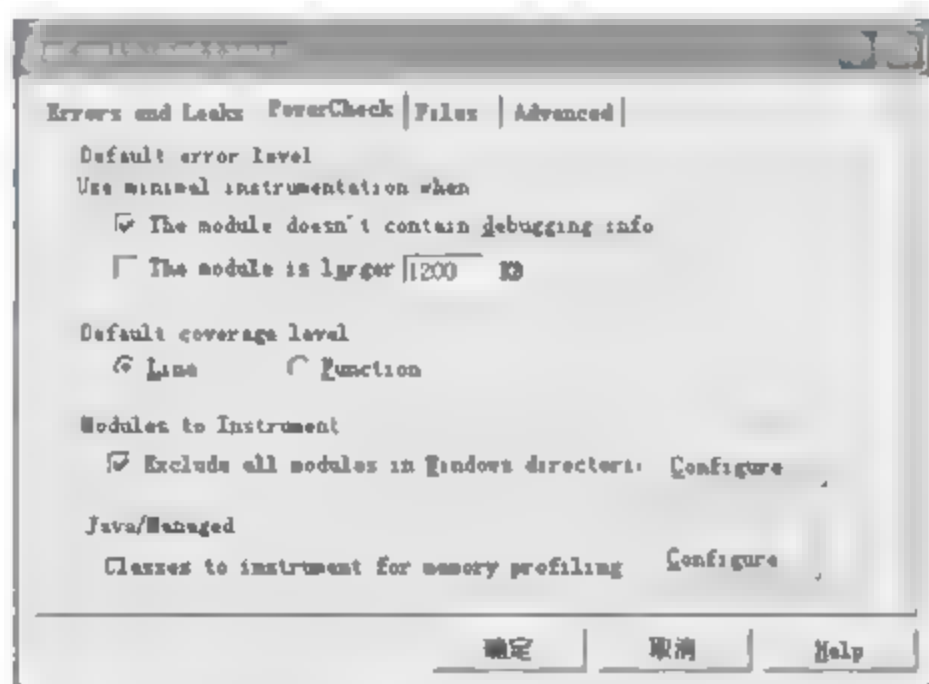 Errors and Leaks PowerCheck Files Advanced
Default error level
Use minimal instrumentation when
The module doesn't contain debugging info
The module is larger 1200 KB
Default coverage level
Line Function
Modules to Instrument
Exclude all modules in Windows directori Configure
Java/Managed
Classes to instrument for memory profiling Configure
确定 取消 Help